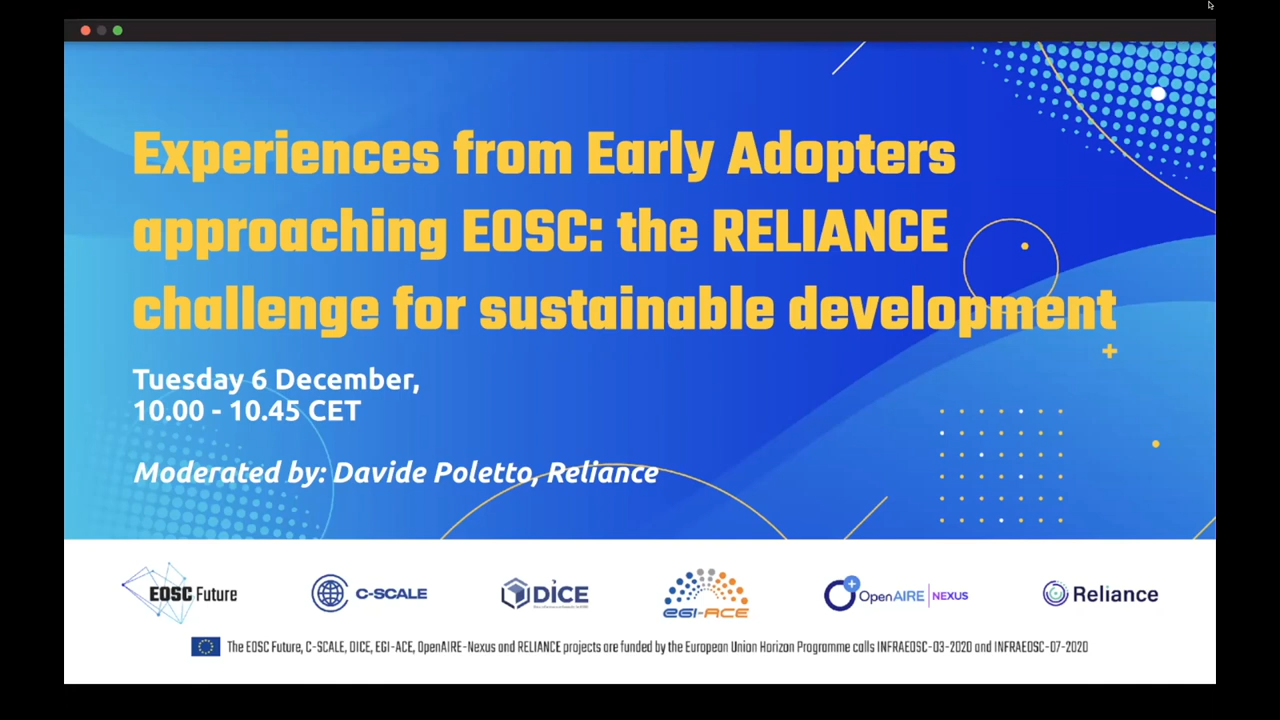 Experiences from Early Adopters
approaching EOSC: the RELIANCE
challenge for sustainable development
Tuesday 6 December,
10.00 - 10.45 CET
Moderated by: Davide Poletto, Reliance
EOSC Future
C-SCALE
DICE
EGI-ACE
OpenAIRE NEXUS
Reliance
The EOSC Future, C-SCALE, DICE, EGI-ACE, OpenAIRE-Nexus and RELIANCE projects are funded by the European Union Horizon Programme calls INFRAEOSC-03-2020 and INFRAEOSC-07-2020